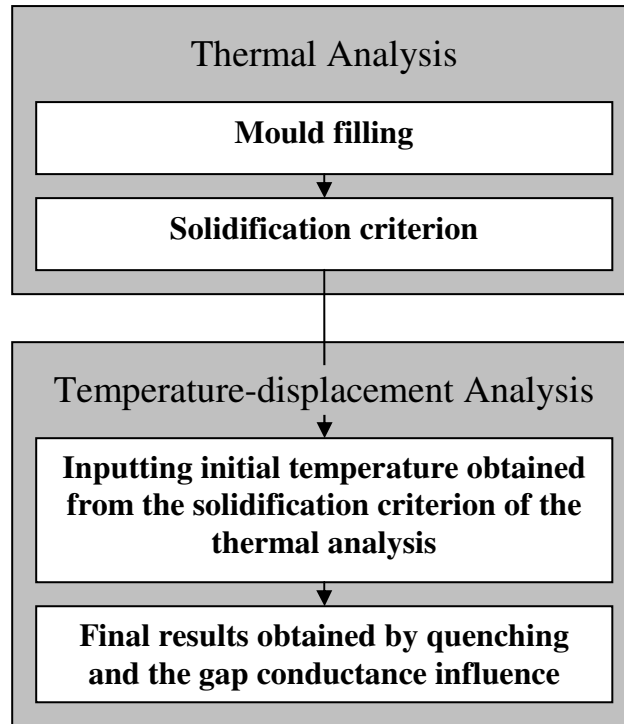 Thermal Analysis
Mould filling
Solidification criterion
Temperature-displacement Analysis
Inputting initial temperature obtained
from the solidification criterion of the
thermal analysis
Final results obtained by quenching
and the gap conductance influence